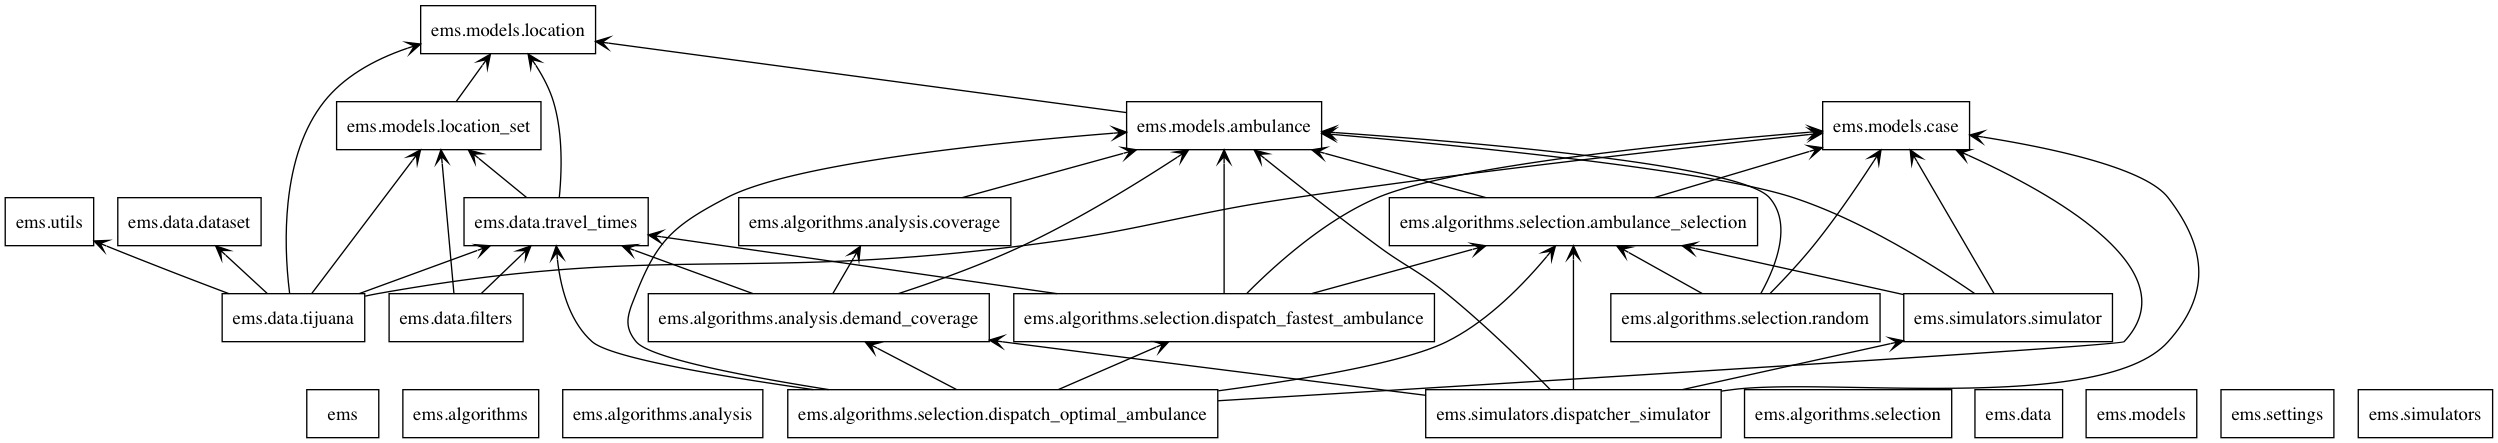 ems.models.location
ems.models.location_set
ems.models.ambulance
ems.models.case
ems.utils
ems.data.dataset
ems.data.travel_times
ems.algorithms.analysis.coverage
ems.algorithms.selection.ambulance_selection
ems.data.tijuana
ems.data.filters
ems.algorithms.analysis.demand_coverage
ems.algorithms.selection.dispatch_fastest_ambulance
ems.algorithms.selection.random
ems.simulators.simulator
ems
ems.algorithms
ems.algorithms.analysis
ems.algorithms.selection.dispatch_optimal_ambulance
ems.simulators.dispatcher_simulator
ems.algorithms.selection
ems.data
ems.models
ems.settings
ems.simulators